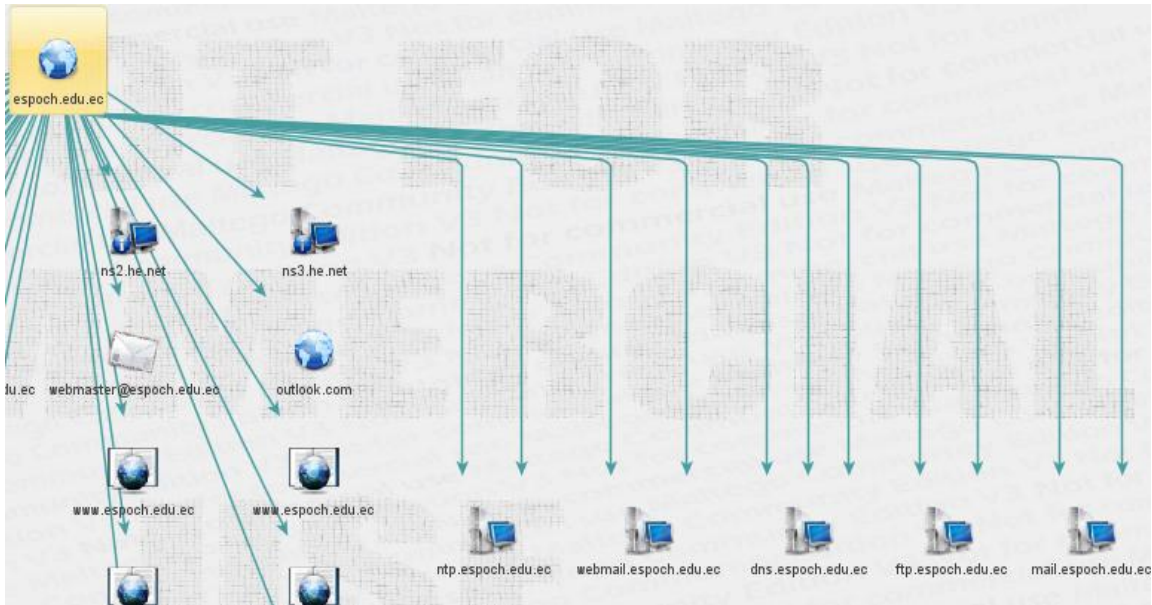 espoch.edu.ec
ns2.he.net
ns3.he.net
du.ec
webmaster@espoch.edu.ec
outlook.com
www.espoch.edu.ec
www.espoch.edu.ec
ntp.espoch.edu.ec
webmail.espoch.edu.ec
dns.espoch.edu.ec
ftp.espoch.edu.ec
mail.espoch.edu.ec